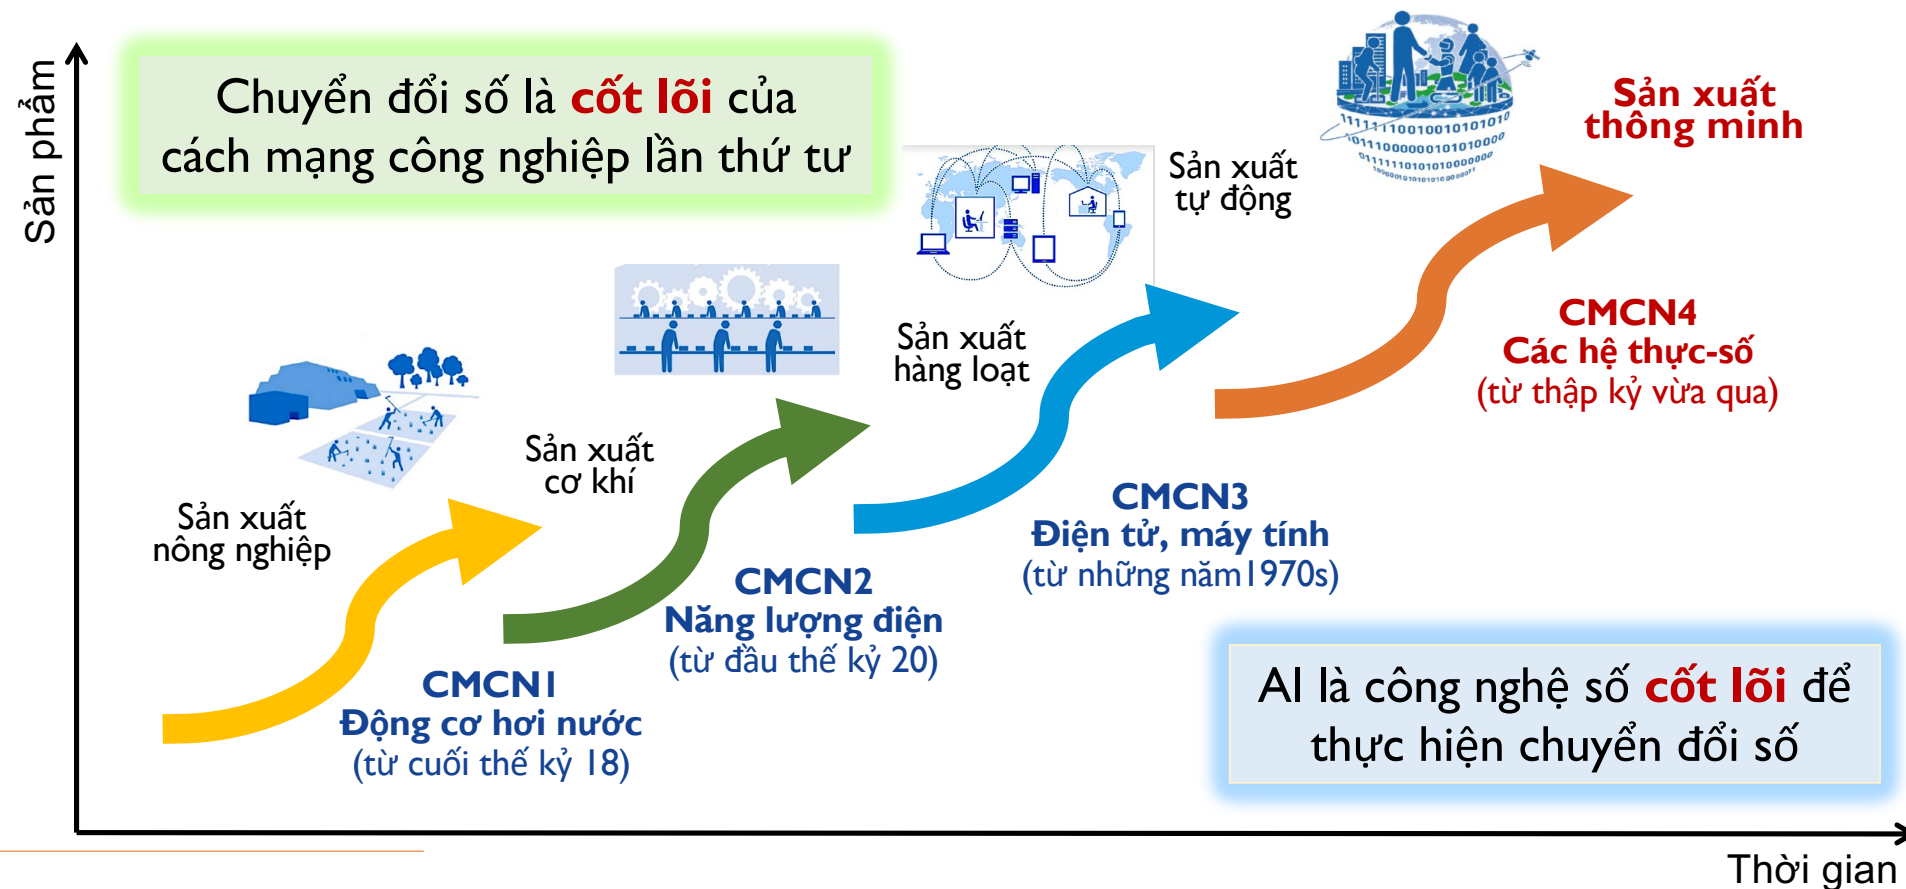 Sản phẩm
Chuyển đổi số là cốt lõi của
cách mạng công nghiệp lần thứ tư
Sản xuất
nông nghiệp
Sản xuất
cơ khí
Sản xuất
hàng loạt
Sản xuất
tự động
Sản xuất
thông minh
CMCN1
Động cơ hơi nước
(từ cuối thế kỷ 18)
CMCN2
Năng lượng điện
(từ đầu thế kỷ 20)
CMCN3
Điện tử, máy tính
(từ những năm1970s)
CMCN4
Các hệ thực-số
(từ thập kỷ vừa qua)
AI là công nghệ số cốt lõi để
thực hiện chuyển đổi số
Thời gian